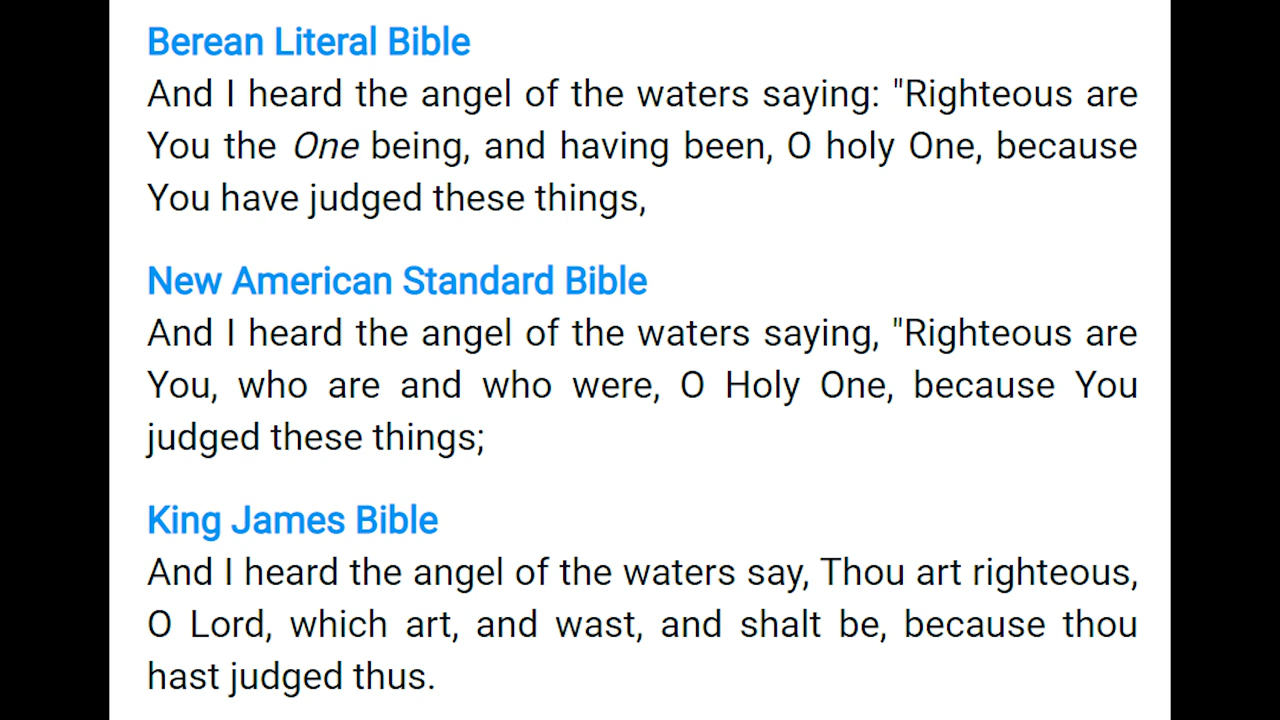 Berean Literal Bible
And I heard the angel of the waters saying: "Righteous are
You the One being, and having been, O holy One, because
You have judged these things,
New American Standard Bible
And I heard the angel of the waters saying, "Righteous are
You, who are and who were, O Holy One, because You
judged these things;
King James Bible
And I heard the angel of the waters say, Thou art righteous,
O Lord, which art, and wast, and shalt be, because thou
hast judged thus.